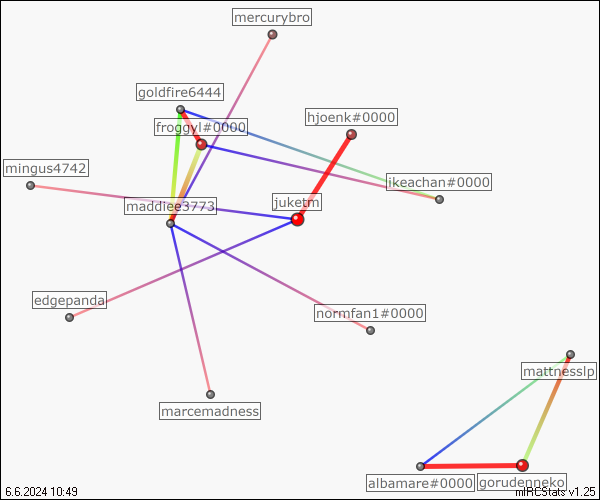 mercurybro
goldfire6444
hjoenk#0000
froggyl#0000
mingus4742
ikeachan#0000
maddiee3773
juketm
edgepanda
normfan1#0000
mattnesslp
marcemadness
albamare#0000
gorudenneko
6.6.2024 10:49
mIRCStats v1.25